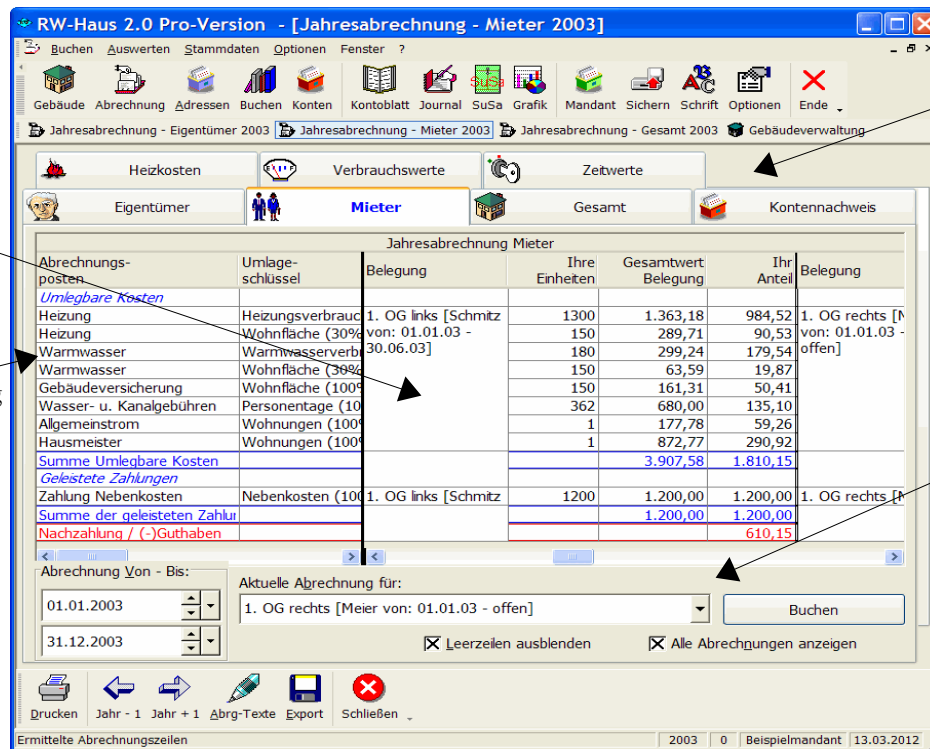 RW-Haus 2.0 Pro-Version - [Jahresabrechnung - Mieter 2003]
Buchen Auswerten Stammdaten Optionen Fenster ?
Gebäude Abrechnung Adressen Buchen Konten Kontoblatt Journal SuSa Grafik Mandant Sichern Schrift Optionen Ende
Jahresabrechnung - Eigentümer 2003 Jahresabrechnung - Mieter 2003 Jahresabrechnung - Gesamt 2003 Gebäudeverwaltung
Heizkosten Verbrauchswerte Zeitwerte
Eigentümer Mieter Gesamt Kontennachweis
Jahresabrechnung Mieter
Abrechnungs- Umlage- Ihre Gesamtwert Ihr
posten schlüssel Belegung Einheiten Belegung Anteil Belegung
Umlegbare Kosten
Heizung Heizungsverbrauc 1. OG links [Schmitz 1300 1.363,18 984,52 1. OG rechts [M
Heizung Wohnfläche (30% von: 01.01.03 - 150 289,71 90,53 von: 01.01.03 -
Warmwasser Warmwasserverb 30.06.03] 180 299,24 179,54 offen]
Warmwasser Wohnfläche (30% 150 63,59 19,87
Gebäudeversicherung Wohnfläche (100% 150 161,31 50,41
Wasser- u. Kanalgebühren Personentage (10 362 680,00 135,10
Allgemeinstrom Wohnungen (100% 1 177,78 59,26
Hausmeister Wohnungen (100% 1 872,77 290,92
Summe Umlegbare Kosten 3.907,58 1.810,15
Geleistete Zahlungen
Zahlung Nebenkosten Nebenkosten (100 1. OG links [Schmitz 1200 1.200,00 1.200,00 1. OG rechts [M
Summe der geleisteten Zahlur 1.200,00 1.200,00
Nachzahlung / (-)Guthaben 610,15
Abrechnung Von - Bis:
Aktuelle Abrechnung für:
01.01.2003 1. OG rechts [Meier von: 01.01.03 - offen] Buchen
31.12.2003 Leerzeilen ausblenden Alle Abrechnungen anzeigen
Drucken Jahr - 1 Jahr + 1 Abrg-Texte Export Schließen
Ermittelte Abrechnungszeilen 2003 0 Beispielmandant 13.03.2012